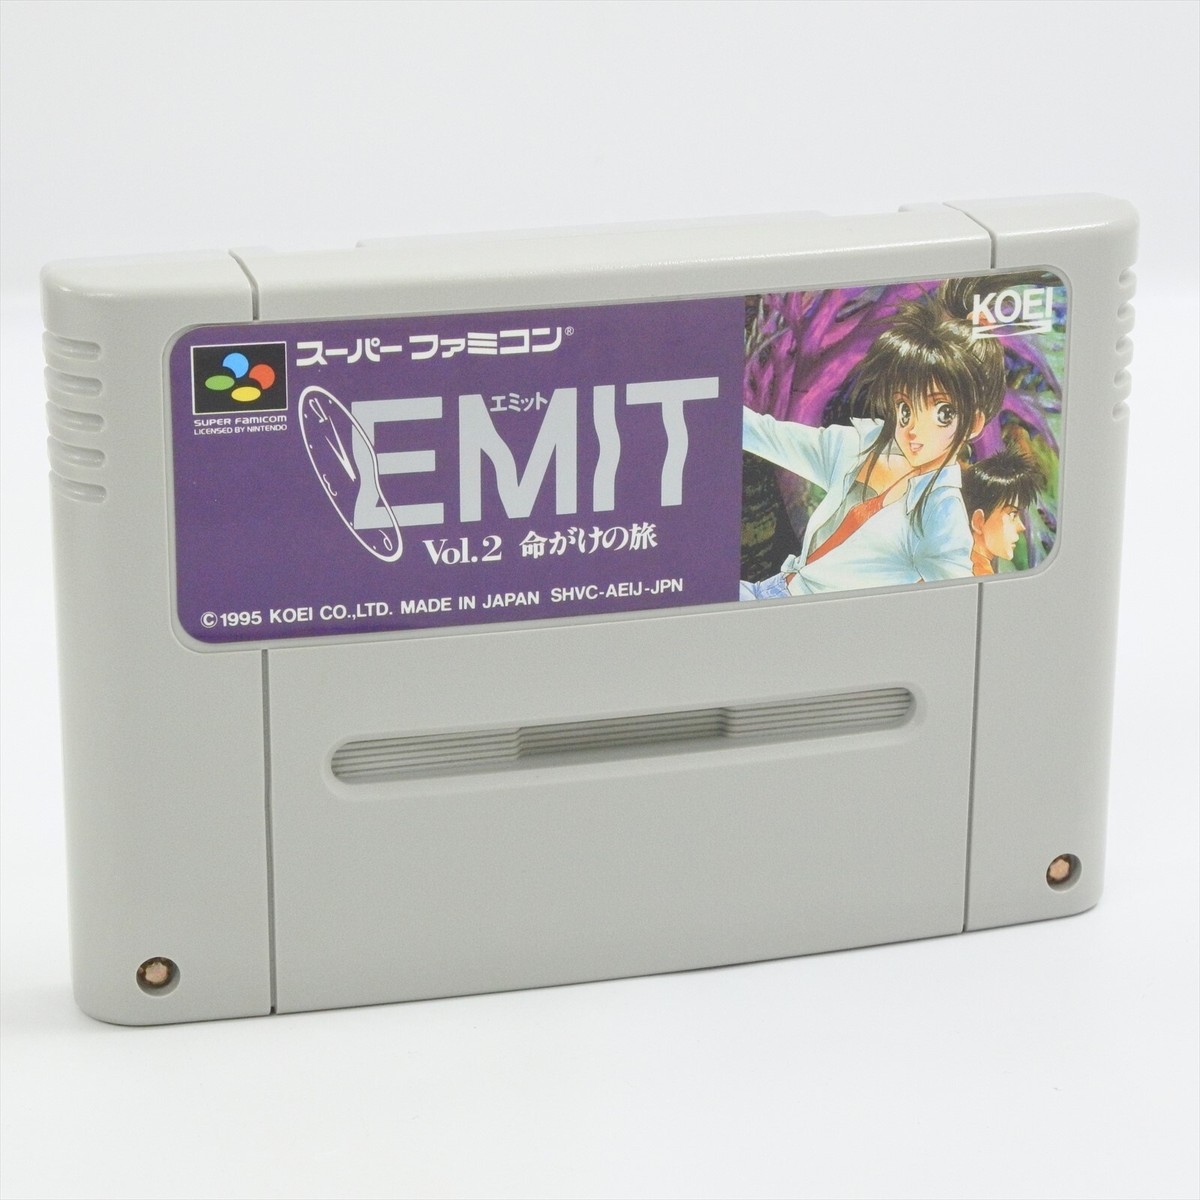 スーパーファミコン®
SUPER FAMICOM
LICENSED BY NINTENDO
エミット
EMIT
Vol.2 命がけの旅
©1995 KOEI CO.,LTD. MADE IN JAPAN SHVC-AEIJ-JPN
KOEI